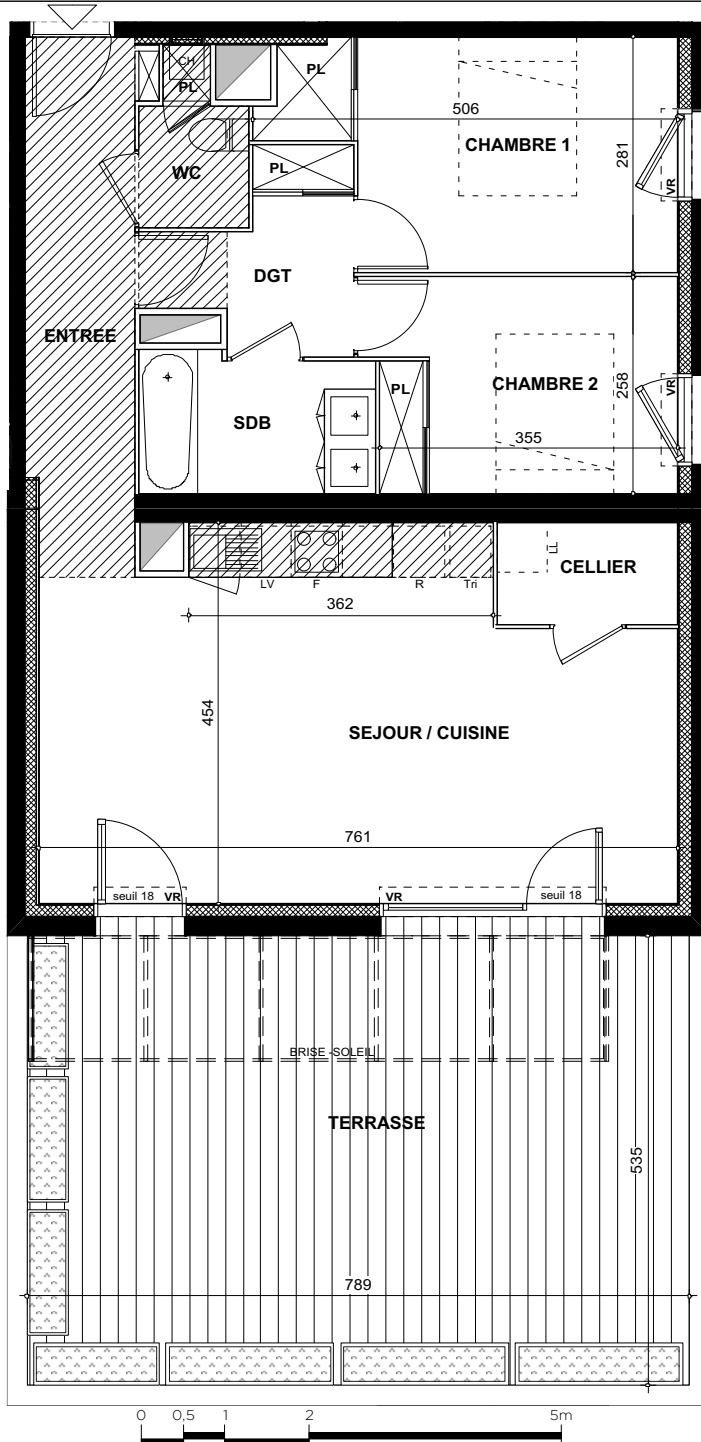 CH
PL
PL
506
CHAMBRE 1
281
VR
WC
PL
DGT
ENTREE
VR
CHAMBRE 2
258
PL
SDB
355
LL
CELLIER
LV
F
R
Tri
362
454
SEJOUR / CUISINE
761
seuil 18
VR
VR
seuil 18
BRISE -SOLEIL
TERRASSE
535
789
0
0,5
1
2
5m